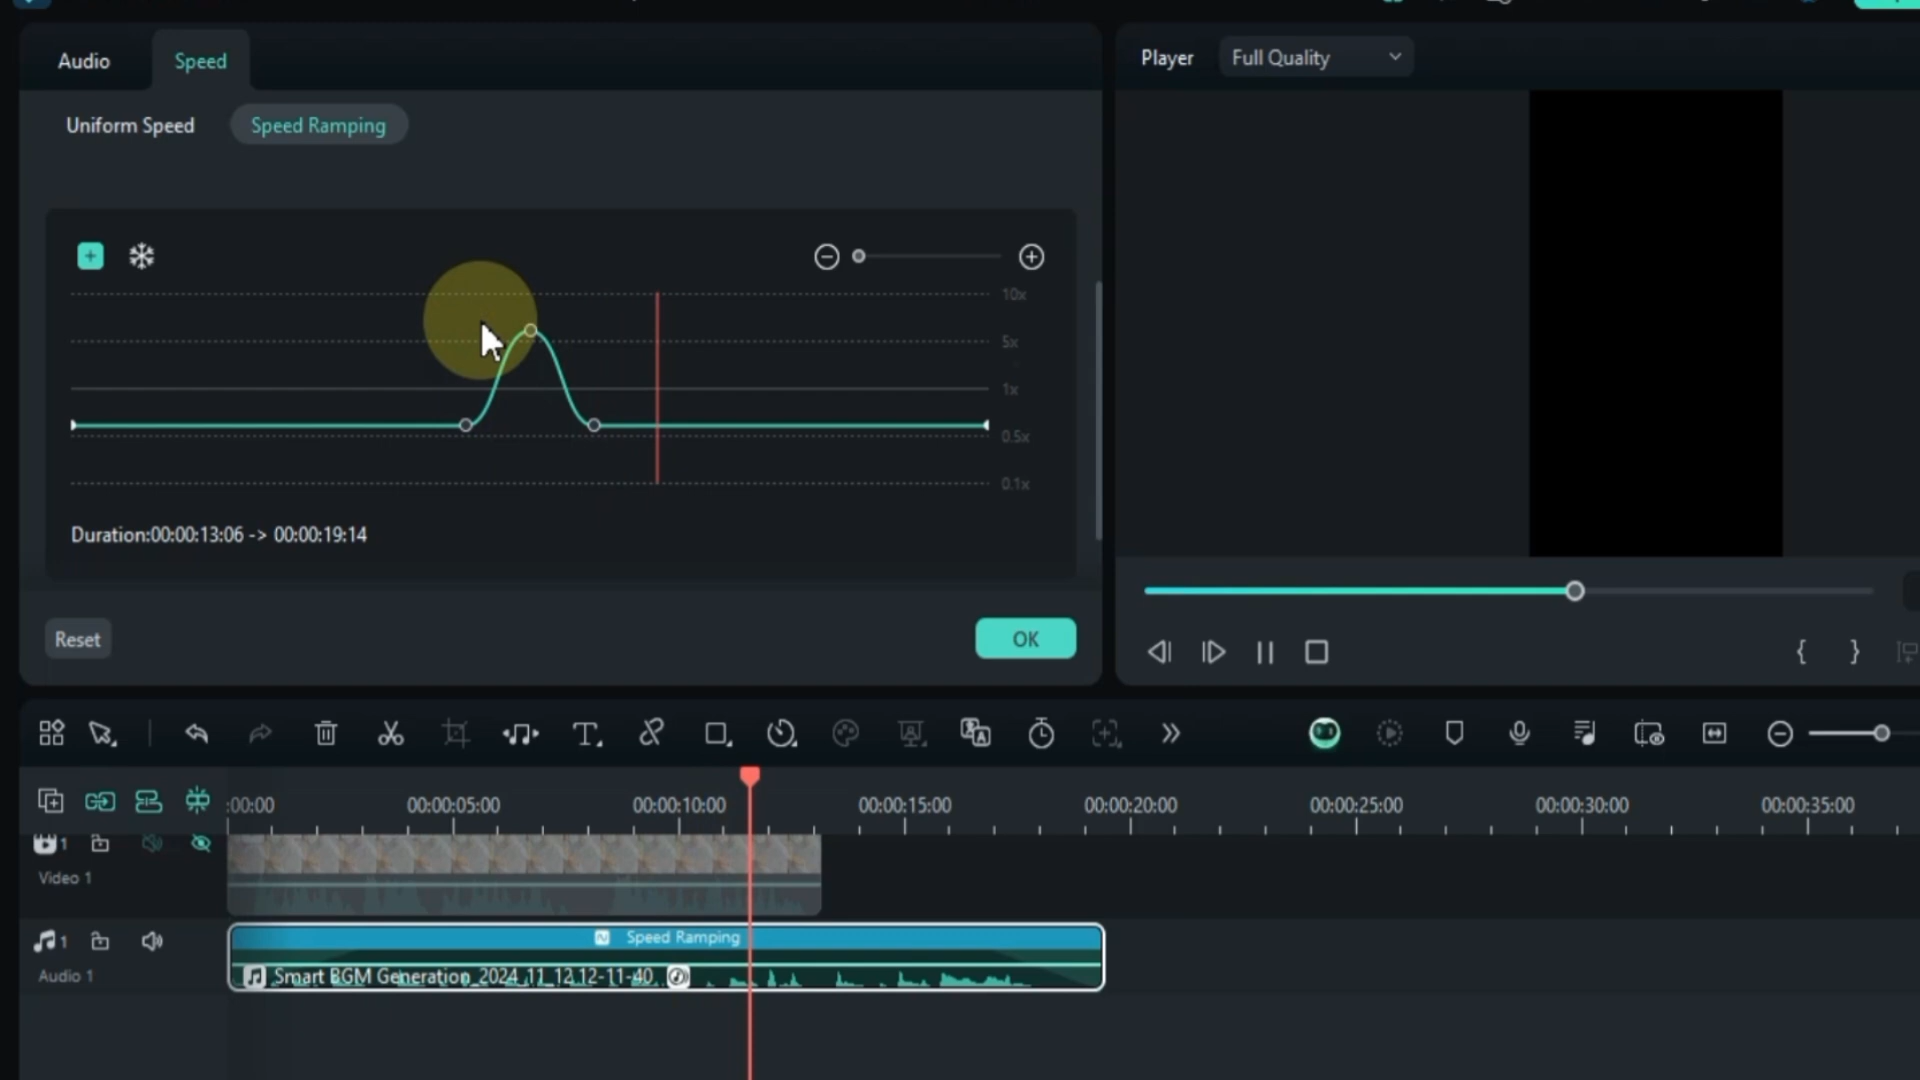 Audio
Speed
Player
Full Quality
Uniform Speed
Speed Ramping
10x
5x
1x
0.5x
0.1x
Duration:00:00:13:06 -> 00:00:19:14
Reset
OK
{ }
:00:00
00:00:05:00
00:00:10:00
00:00:15:00
00:00:20:00
00:00:25:00
00:00:30:00
00:00:35:00
1
Video 1
Speed Ramping
1
Smart BGM Generation_2024_11_12.12-11-40
Audio 1